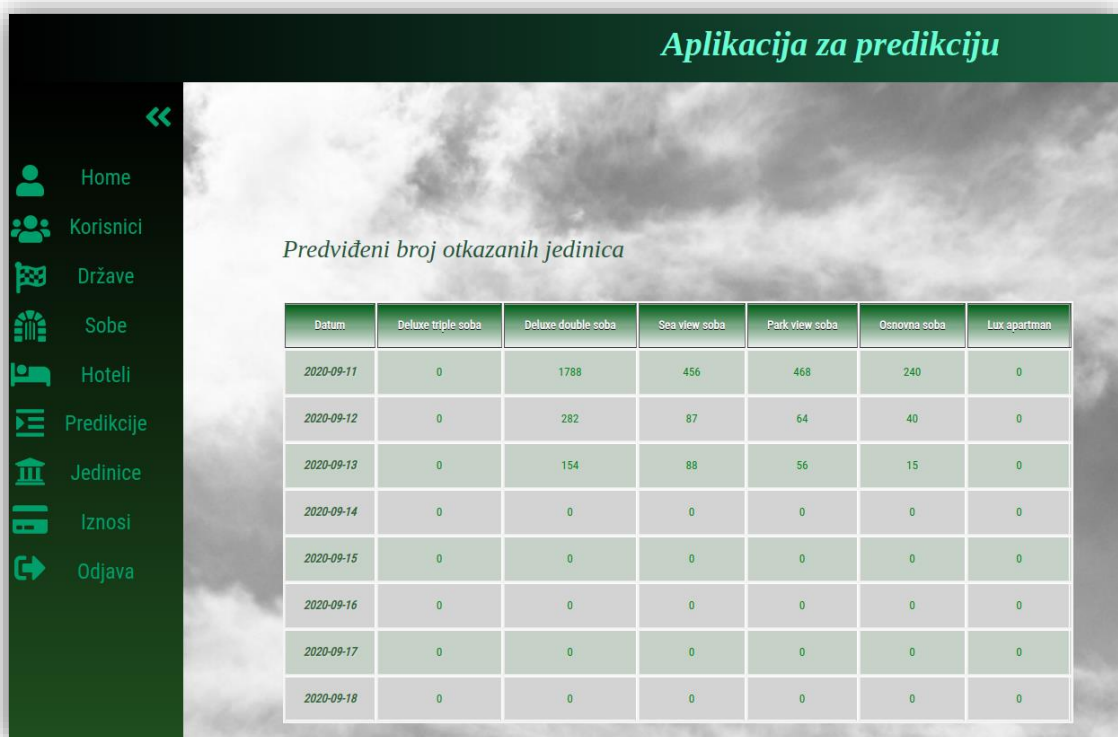 Aplikacija za predikciju
Home
Korisnici
Države
Sobe
Hoteli
Predikcije
Jedinice
Iznosi
Odjava
Predviđeni broj otkazanih jedinica
Datum Deluxe triple soba Deluxe double soba Sea view soba Park view soba Osnovna soba Lux apartman
2020-09-11 0 1788 456 468 240 0
2020-09-12 0 282 87 64 40 0
2020-09-13 0 154 88 56 15 0
2020-09-14 0 0 0 0 0 0
2020-09-15 0 0 0 0 0 0
2020-09-16 0 0 0 0 0 0
2020-09-17 0 0 0 0 0 0
2020-09-18 0 0 0 0 0 0